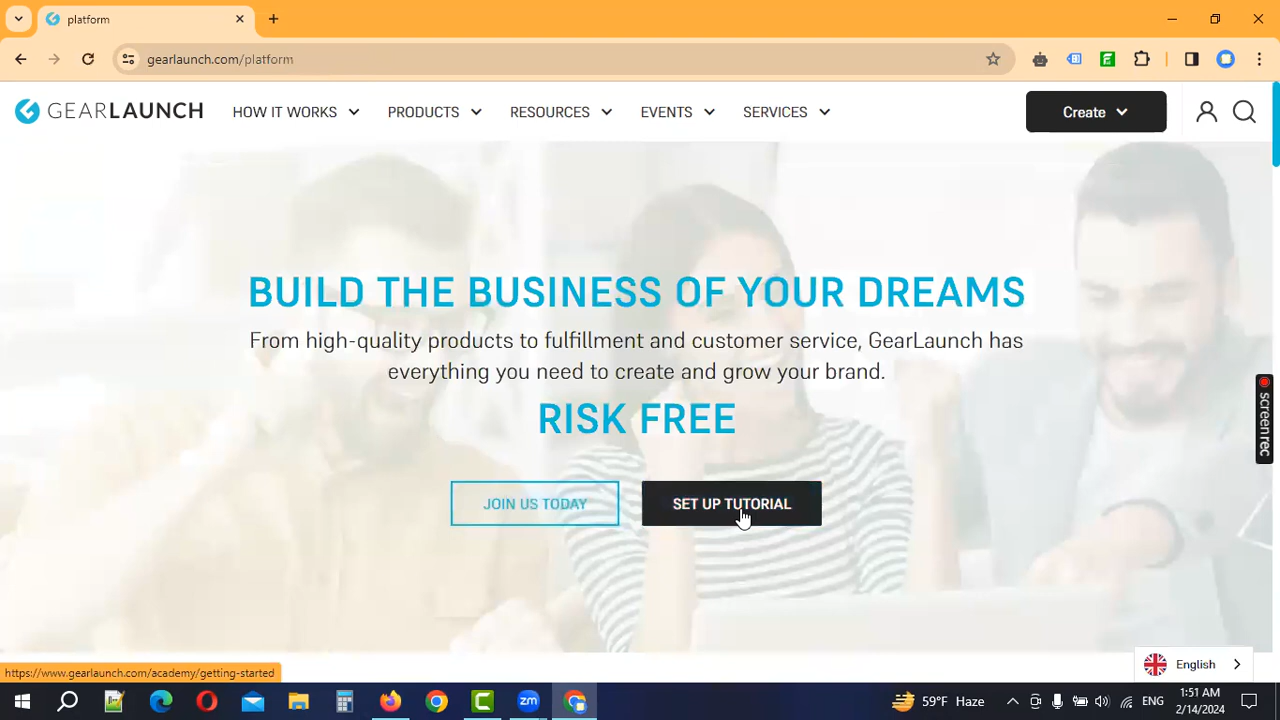 platform
gearlaunch.com/platform
GEARLAUNCH
HOW IT WORKS
PRODUCTS
RESOURCES
EVENTS
SERVICES
Create
BUILD THE BUSINESS OF YOUR DREAMS
From high-quality products to fulfillment and customer service, GearLaunch has
everything you need to create and grow your brand.
RISK FREE
JOIN US TODAY
SET UP TUTORIAL
screenrec
English
https://www.gearlaunch.com/academy/getting-started
zm
59°F Haze
ENG
1:51 AM
2/14/2024